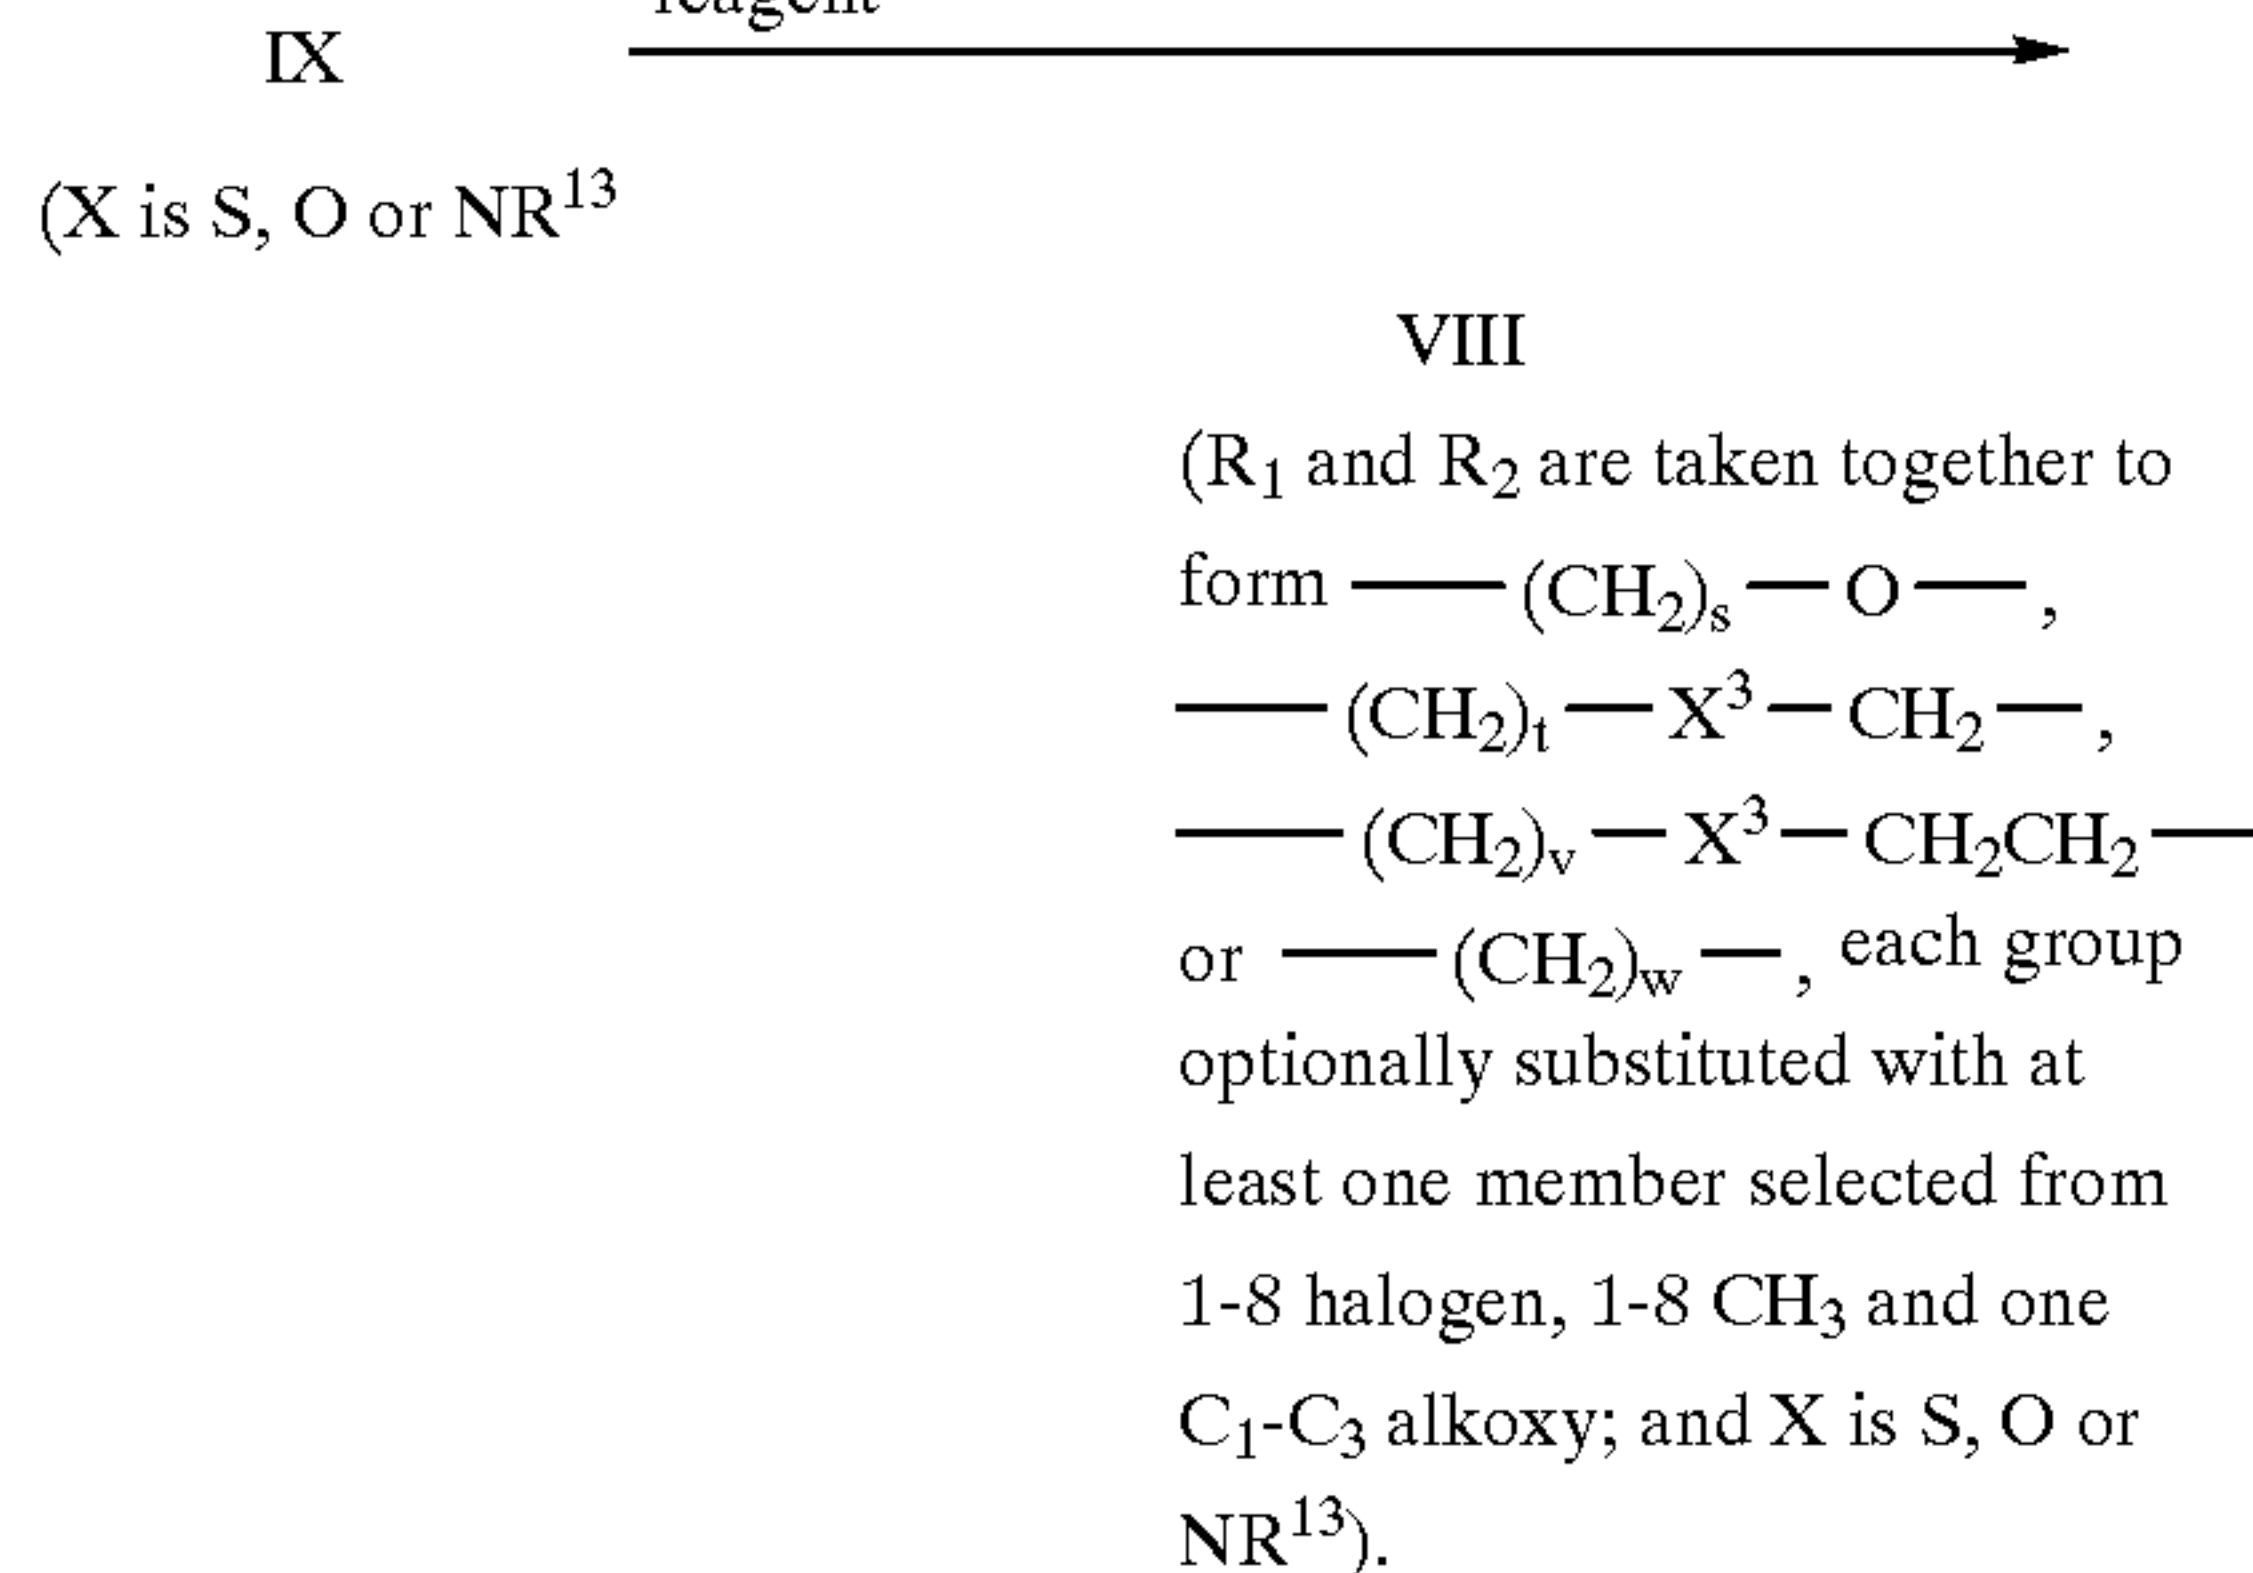 reagent
IX
(X is S, O or NR¹³
VIII
(R₁ and R₂ are taken together to
form —(CH₂)ₛ—O—,
—(CH₂)ₜ—X³—CH₂—,
—(CH₂)ᵥ—X³—CH₂CH₂—
or —(CH₂)w—, each group
optionally substituted with at
least one member selected from
1-8 halogen, 1-8 CH₃ and one
C₁-C₃ alkoxy; and X is S, O or
NR¹³).